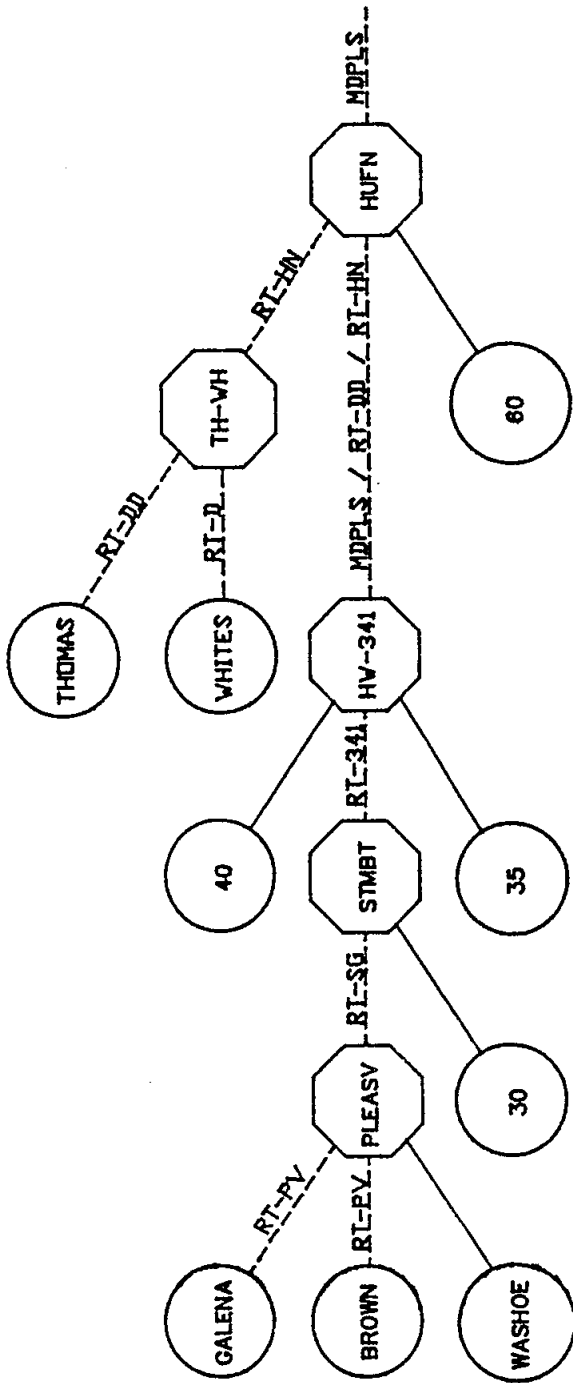 THOMAS
RT-DD
WHITES
RT-D
TH-WH
RT-HN
GALENA
RT-PV
BROWN
RT-PV
WASHOE
PLEASV
RT-SG
30
STMBT
RT-341
40
35
HW-341
MDPLS / RT-DD / RT-HN
60
HUFN
MDPLS